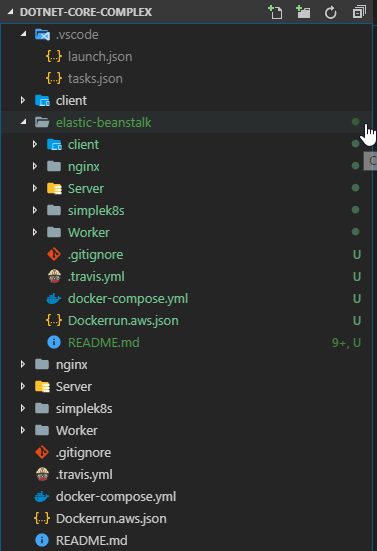 DOTNET-CORE-COMPLEX
.vscode
launch.json
tasks.json
client
elastic-beanstalk
client
nginx
Server
simplek8s
Worker
.gitignore U
.travis.yml U
docker-compose.yml U
Dockerrun.aws.json U
README.md 9+, U
nginx
Server
simplek8s
Worker
.gitignore
.travis.yml
docker-compose.yml
Dockerrun.aws.json
README.md